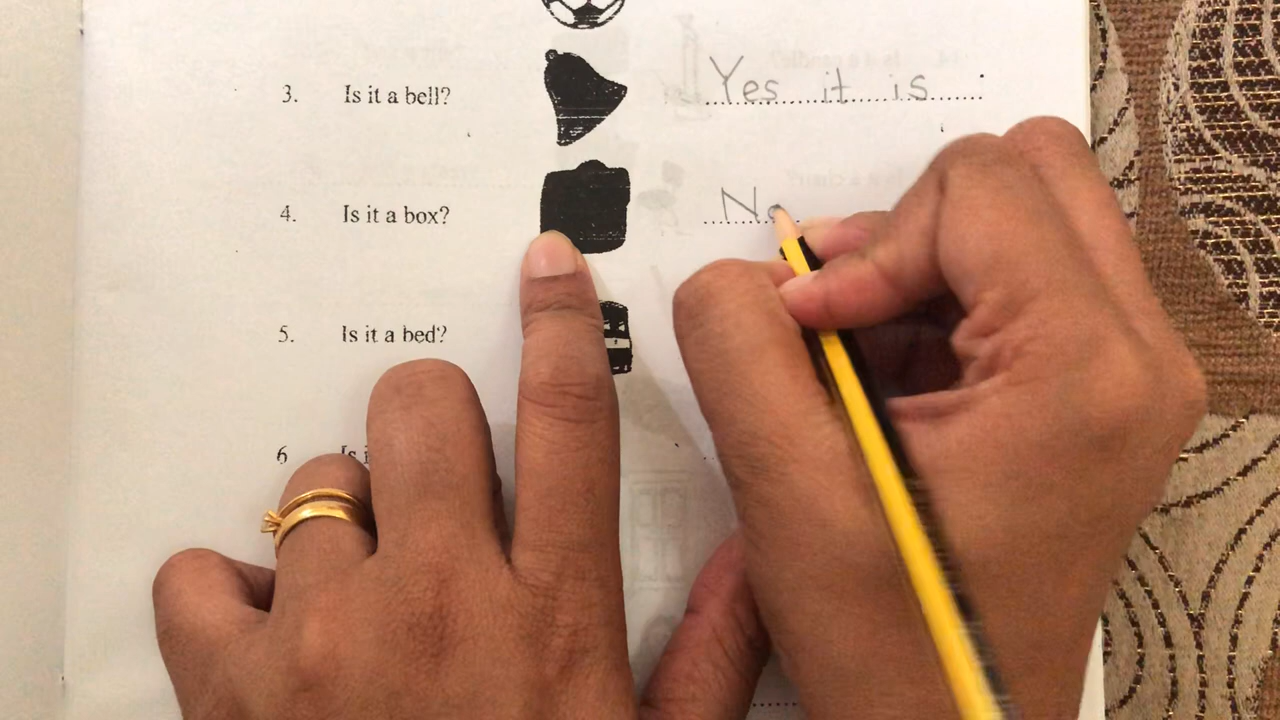 3. Is it a bell? Yes it is
4. Is it a box? No
5. Is it a bed?
6